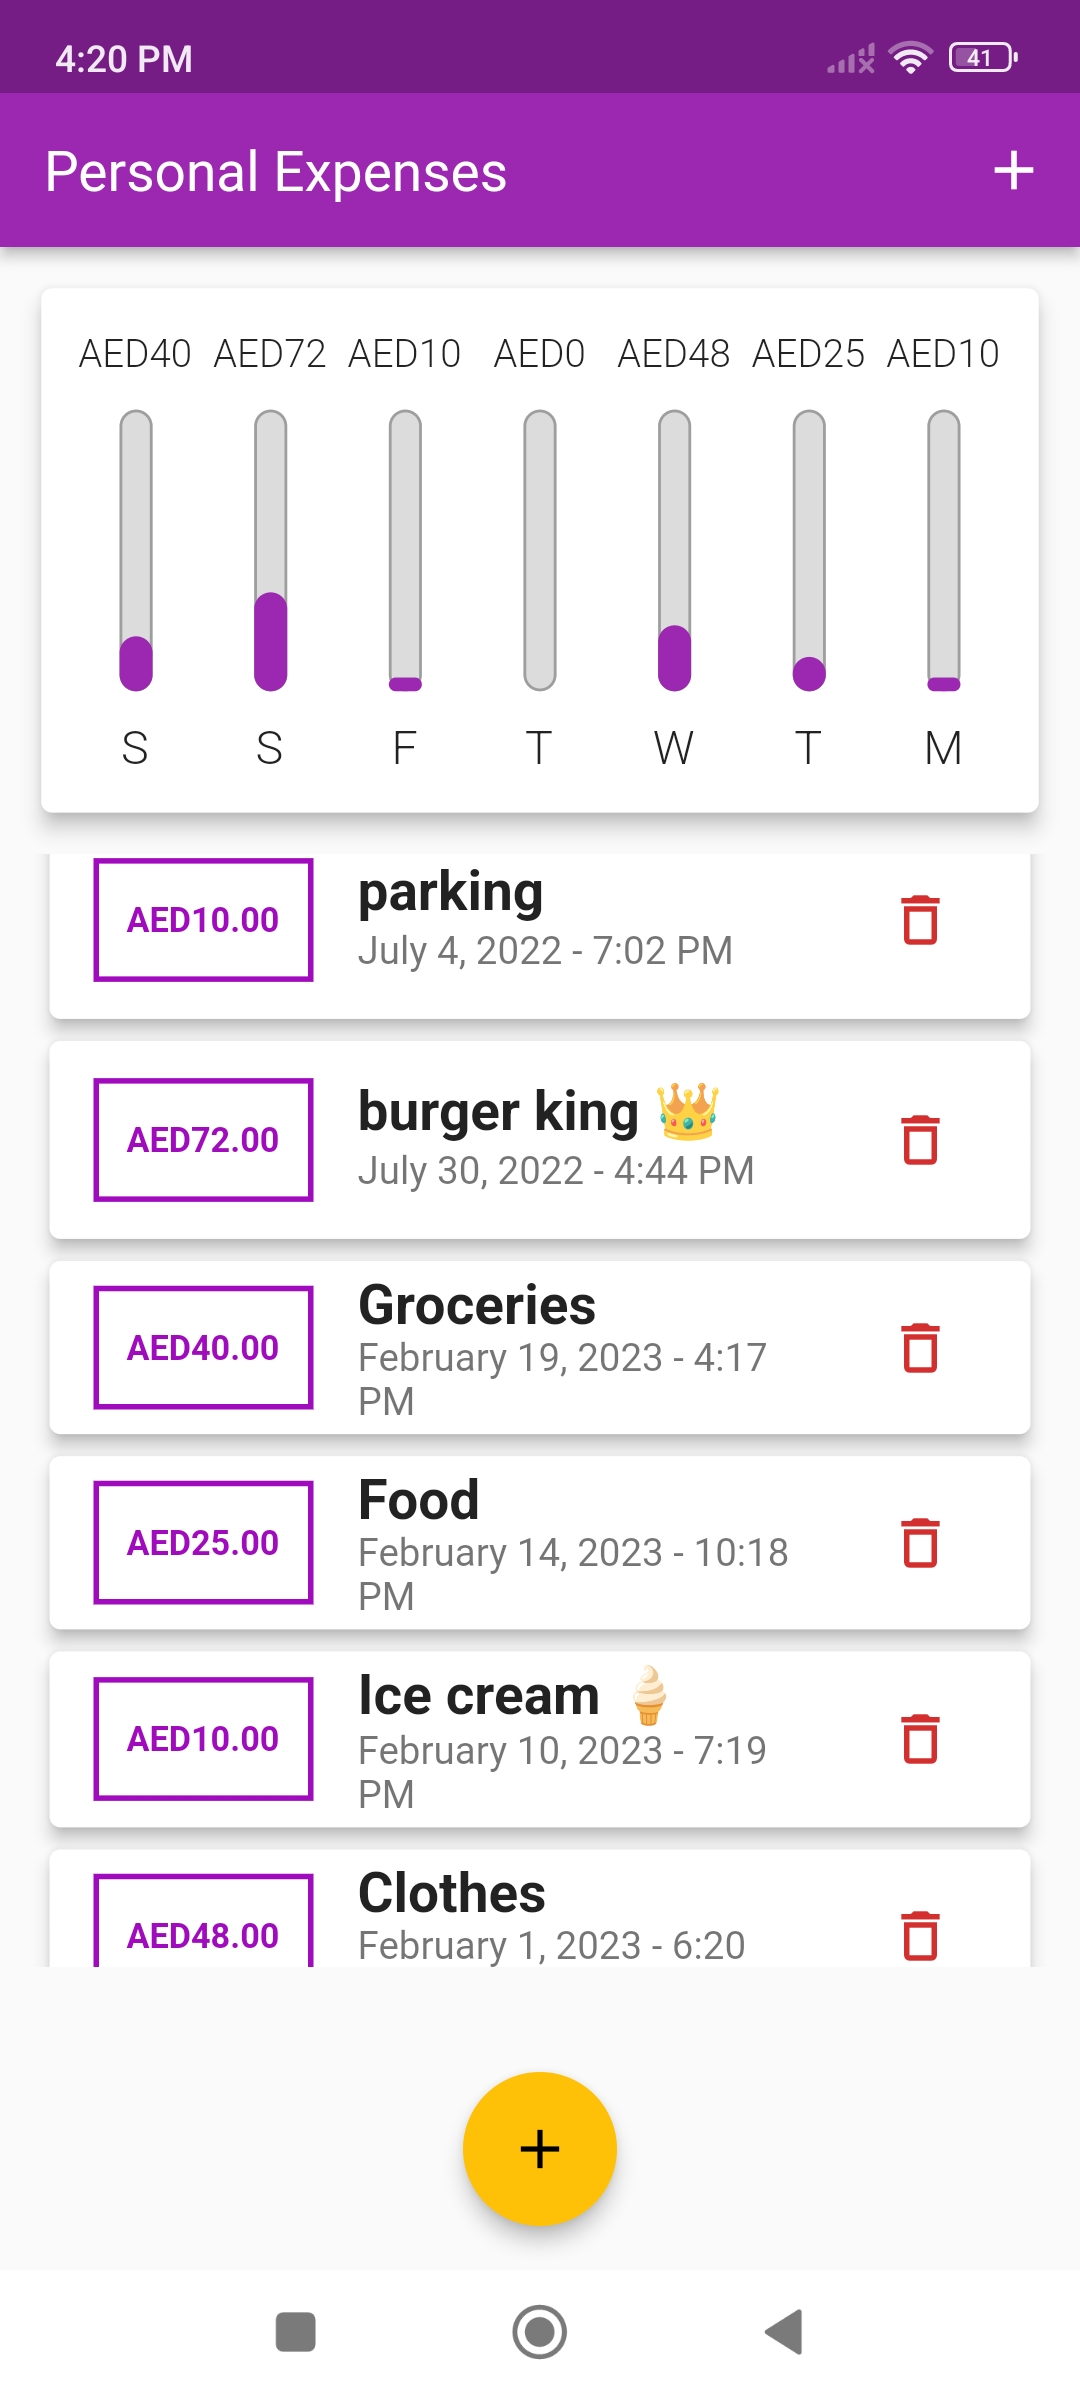 4:20 PM
41
Personal Expenses
AED40 AED72 AED10 AED0 AED48 AED25 AED10
S S F T W T M
AED10.00
parking
July 4, 2022 - 7:02 PM
AED72.00
burger king 👑
July 30, 2022 - 4:44 PM
AED40.00
Groceries
February 19, 2023 - 4:17
PM
AED25.00
Food
February 14, 2023 - 10:18
PM
AED10.00
Ice cream 🍦
February 10, 2023 - 7:19
PM
AED48.00
Clothes
February 1, 2023 - 6:20